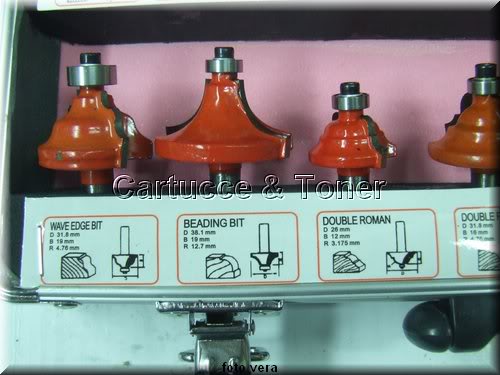 Cartucce & Toner
WAVE EDGE BIT
D 31.8 mm
B 19 mm
R 4.76 mm
BEADING BIT
D 38.1 mm
B 19 mm
R 12.7 mm
DOUBLE ROMAN
D 26 mm
B 12 mm
R 3.175 mm
DOUBLE
D 31.8 mm
B 16 mm
foto vera